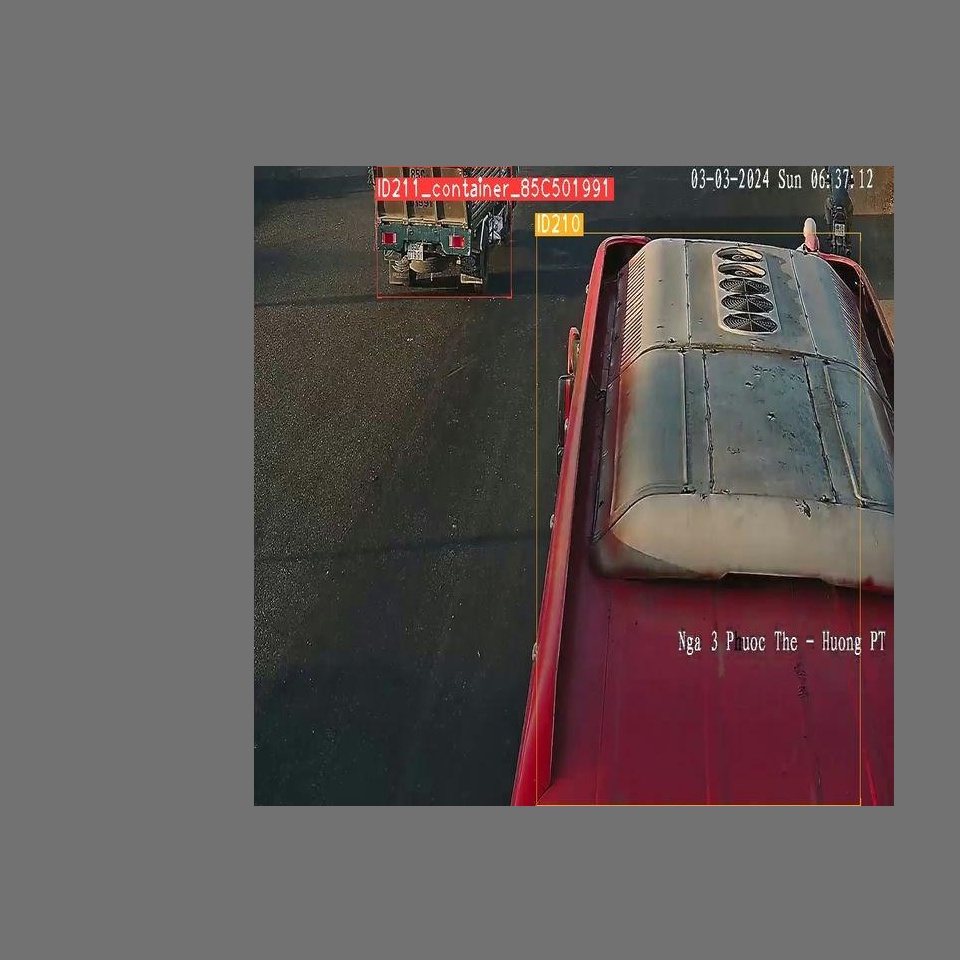 03-03-2024 Sun 06:37:12
ID211_container_85C501991
ID210
Nga 3 Phuoc The - Huong PT